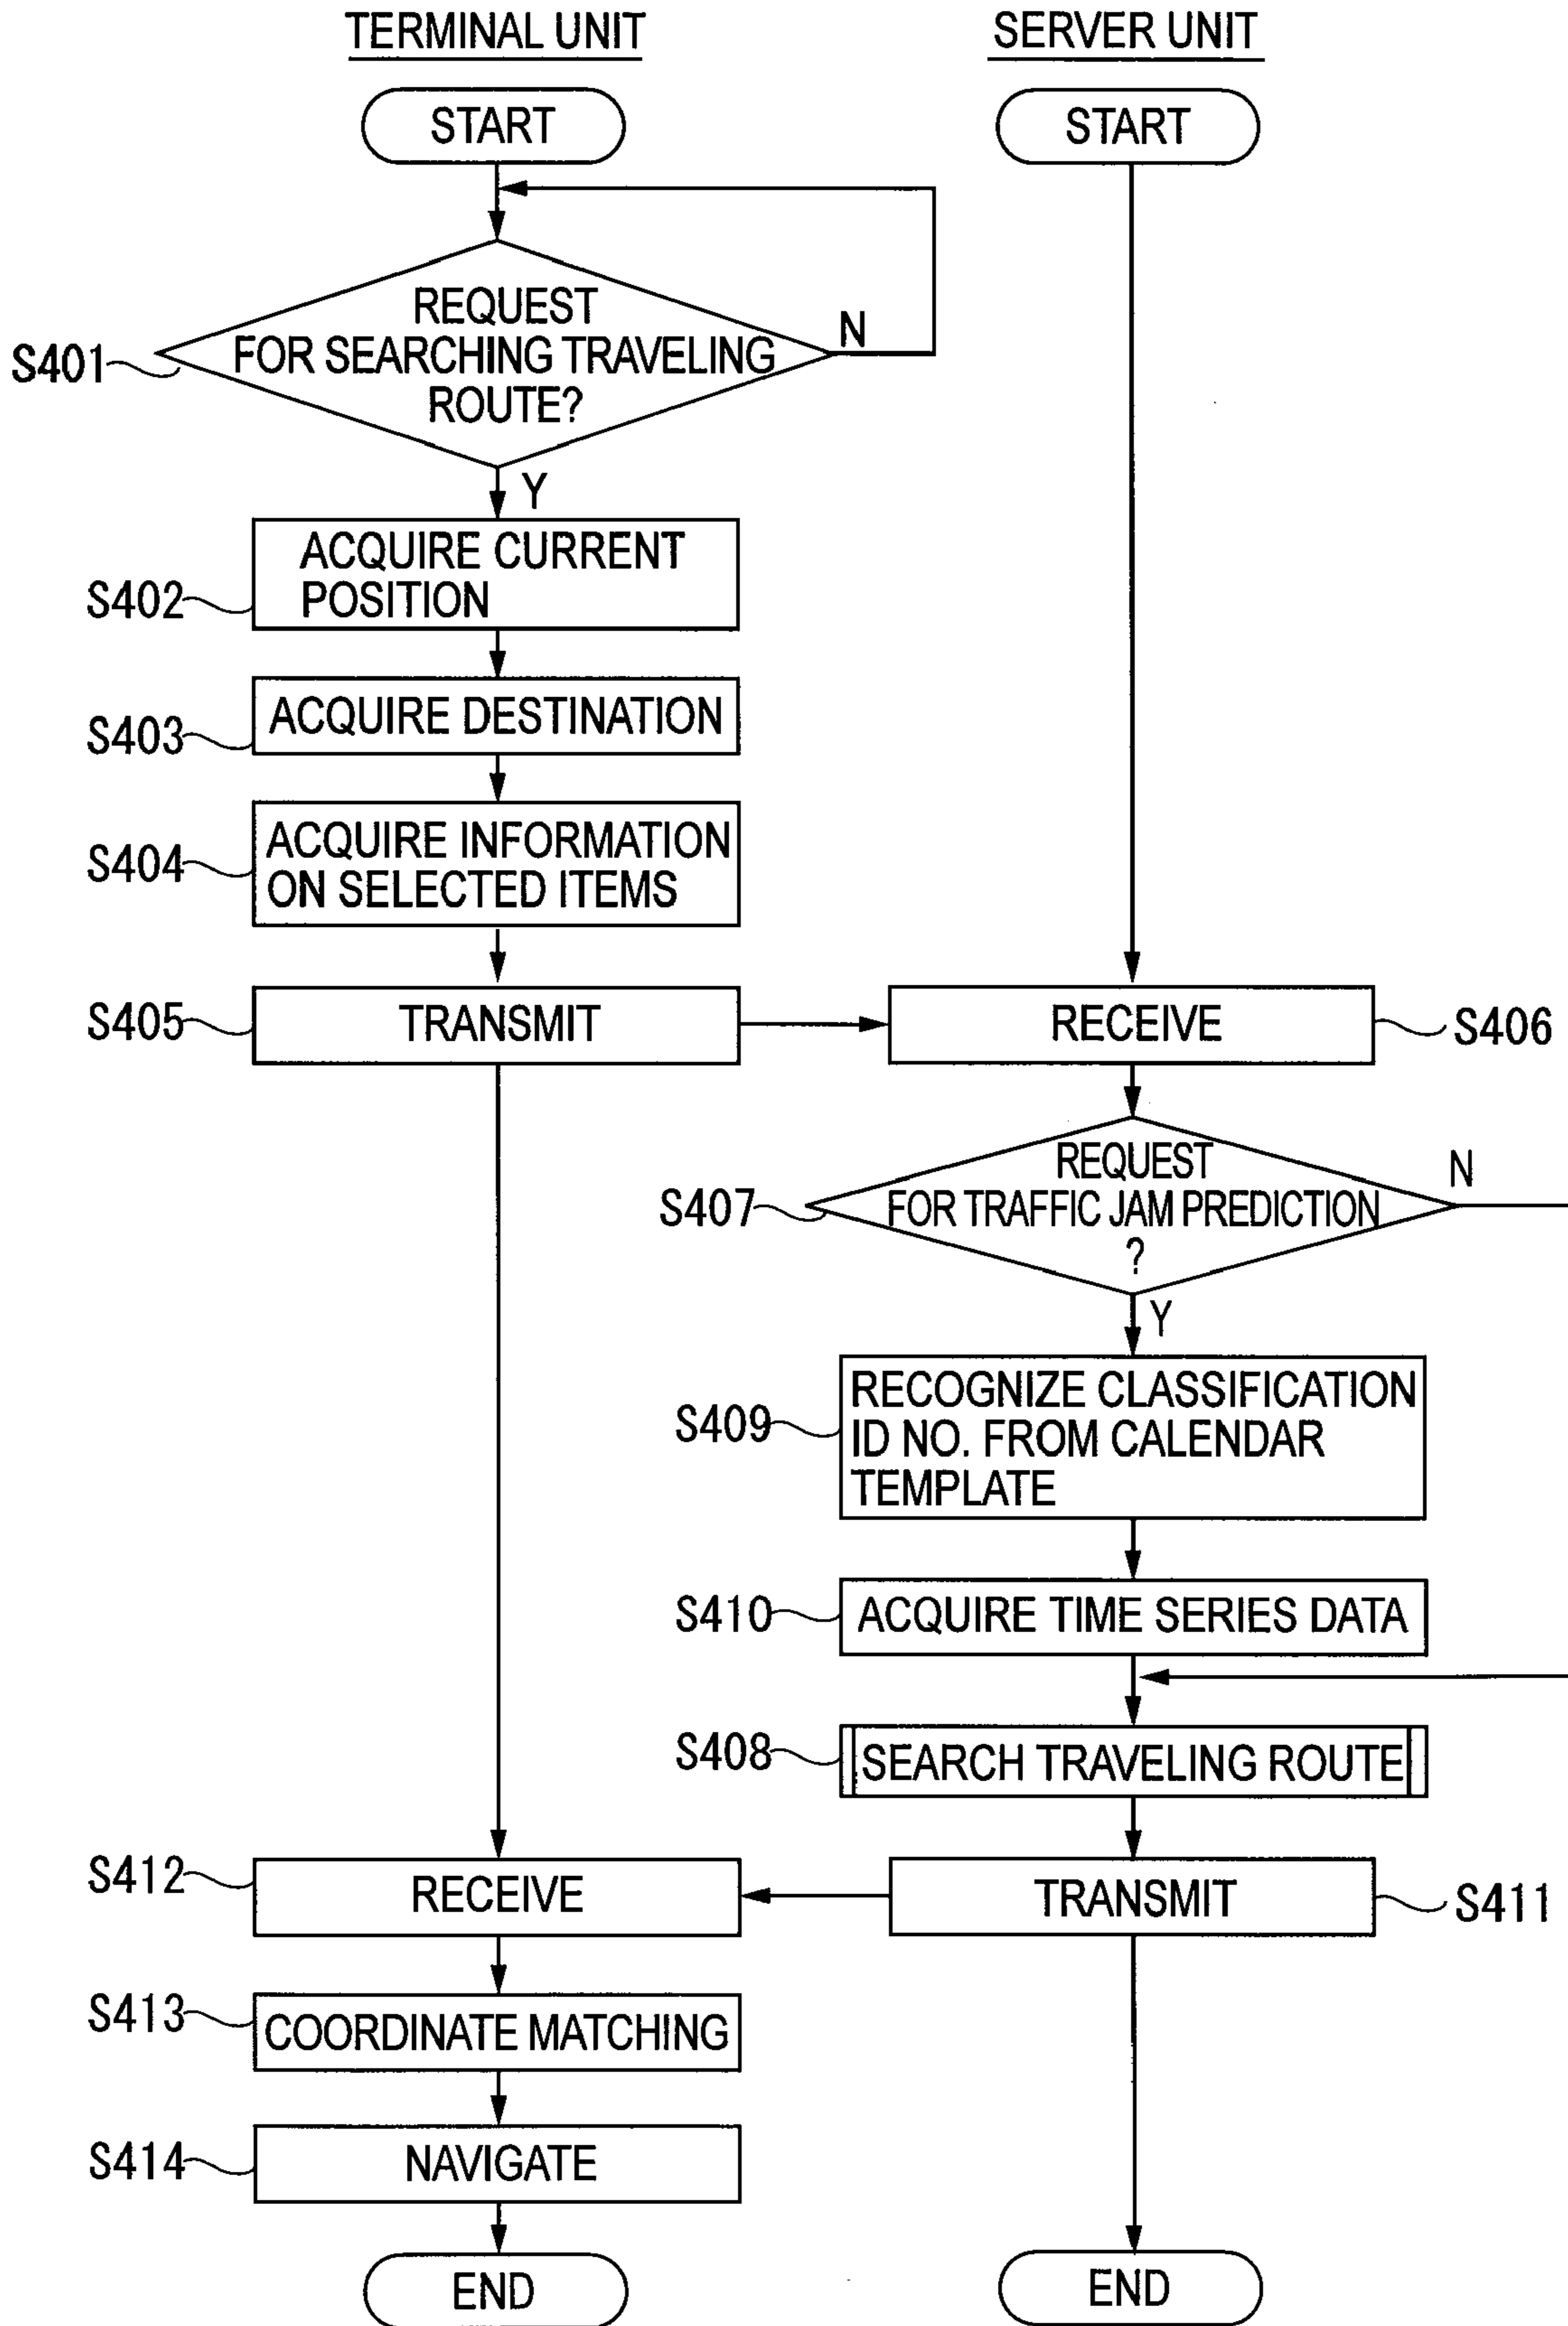 TERMINAL UNIT
SERVER UNIT
START
START
REQUEST
FOR SEARCHING TRAVELING
ROUTE?
N
S401
Y
ACQUIRE CURRENT
POSITION
S402
ACQUIRE DESTINATION
S403
ACQUIRE INFORMATION
ON SELECTED ITEMS
S404
TRANSMIT
S405
RECEIVE
S406
REQUEST
FOR TRAFFIC JAM PREDICTION
?
N
S407
Y
RECOGNIZE CLASSIFICATION
ID NO. FROM CALENDAR
TEMPLATE
S409
ACQUIRE TIME SERIES DATA
S410
SEARCH TRAVELING ROUTE
S408
TRANSMIT
S411
RECEIVE
S412
COORDINATE MATCHING
S413
NAVIGATE
S414
END
END